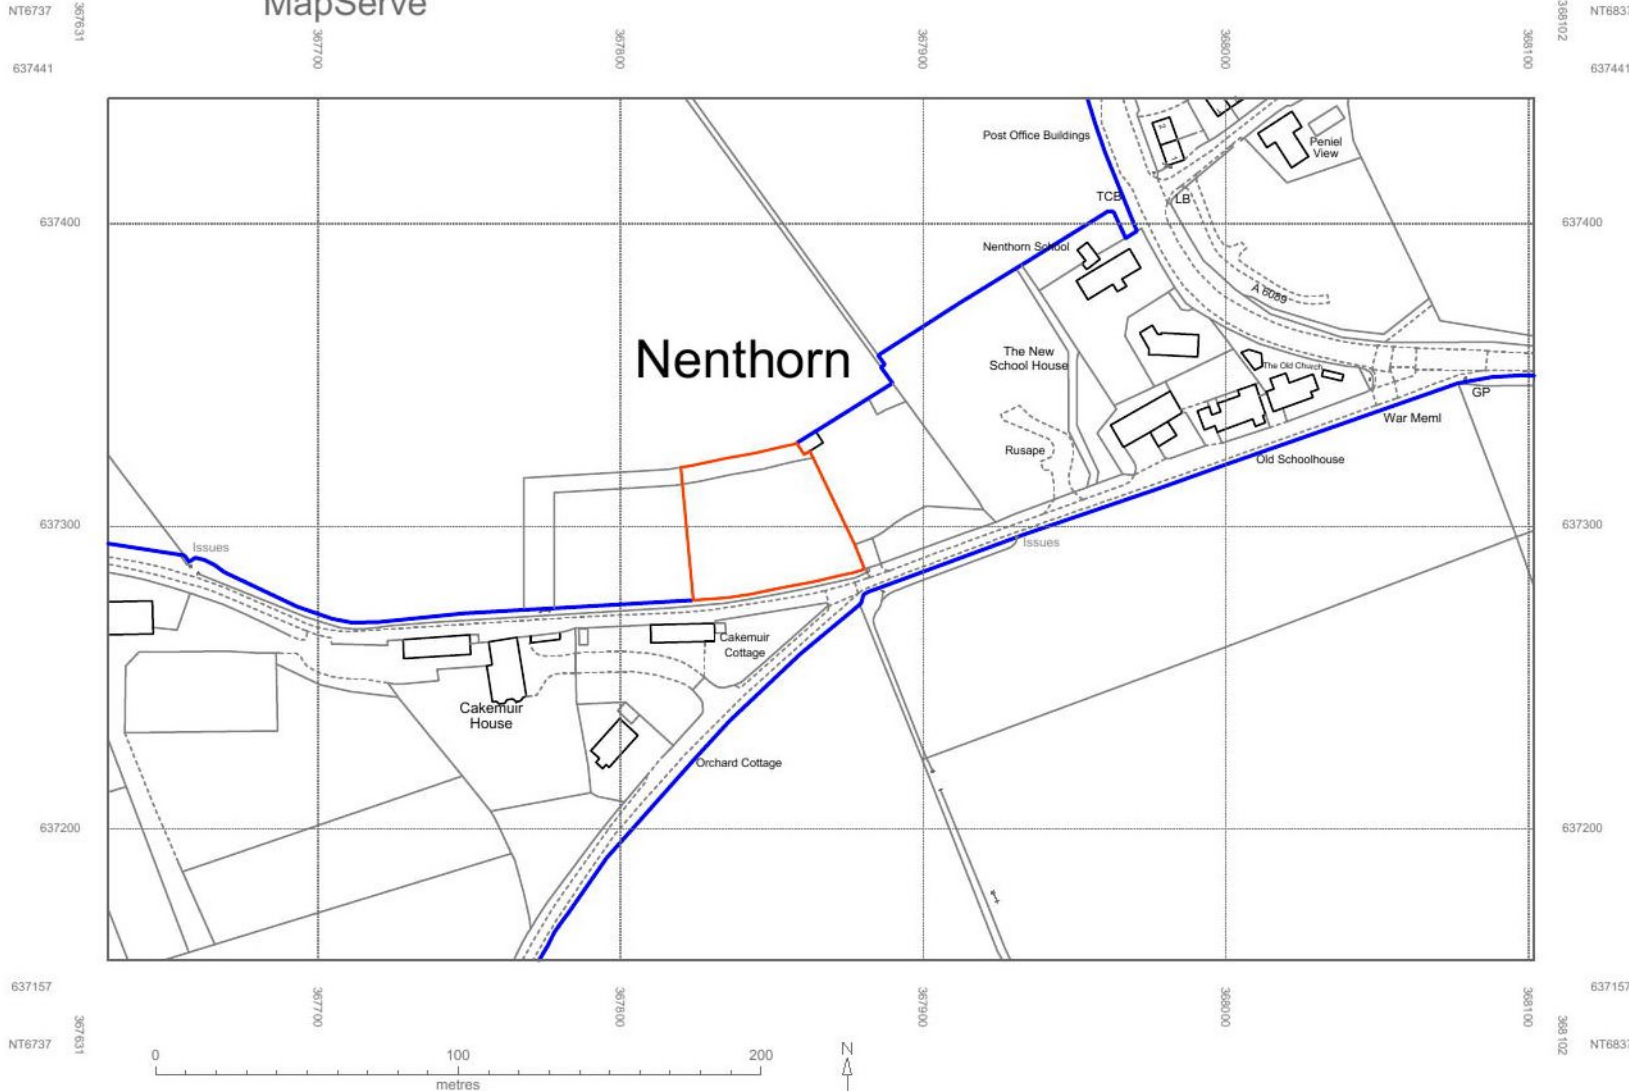 MapServe
NT6737
367631
368102
NT6837
637441
367700
367800
367900
368000
368100
637441
Post Office Buildings
Peniel
View
2
TCB
LB
637400
637400
Nenthorn School
A 6089
Nenthorn
The New
School House
The Old Church
GP
War Meml
Rusape
Old Schoolhouse
637300
637300
Issues
Issues
Cakemuir
Cottage
Cakemuir
House
Orchard Cottage
637200
637200
637157
637157
367700
367800
367900
368000
368100
NT6737
367631
368102
NT6837
0 100 200
metres
N